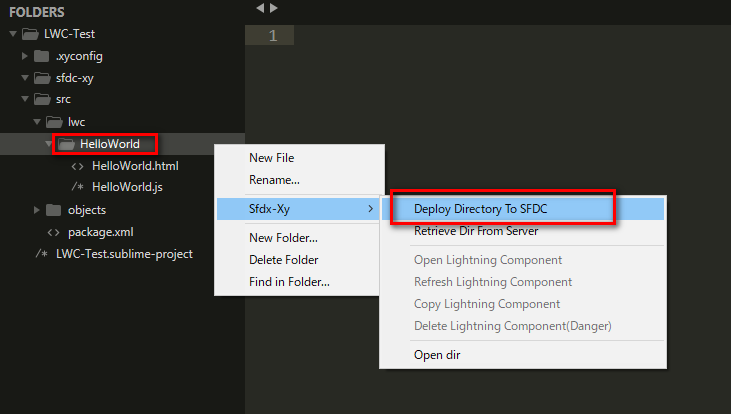 FOLDERS
LWC-Test
.xyconfig
sfdc-xy
src
lwc
HelloWorld
<> HelloWorld.html
/* HelloWorld.js
objects
<> package.xml
/* LWC-Test.sublime-project
1
New File
Rename...
Sfdx-Xy
New Folder...
Delete Folder
Find in Folder...
Deploy Directory To SFDC
Retrieve Dir From Server
Open Lightning Component
Refresh Lightning Component
Copy Lightning Component
Delete Lightning Component(Danger)
Open dir